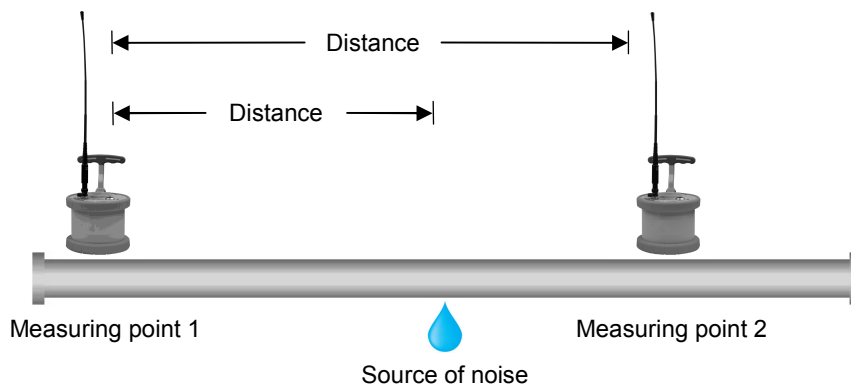 Distance
Distance
Measuring point 1
Measuring point 2
Source of noise